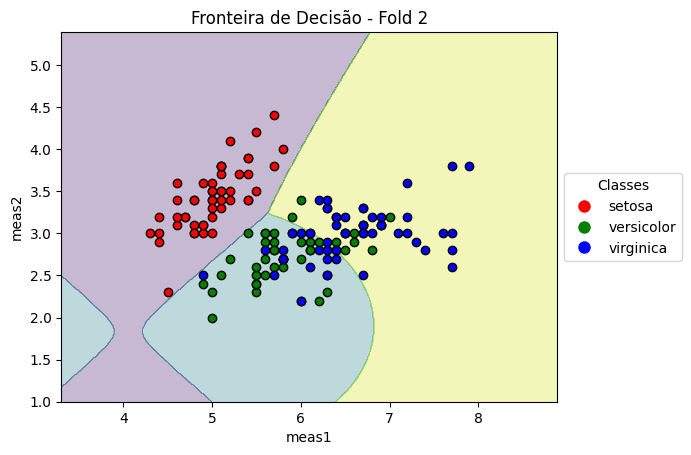 Fronteira de Decisão - Fold 2
meas2
5.0
4.5
4.0
3.5
3.0
2.5
2.0
1.5
1.0
4
5
6
7
8
meas1
Classes
setosa
versicolor
virginica